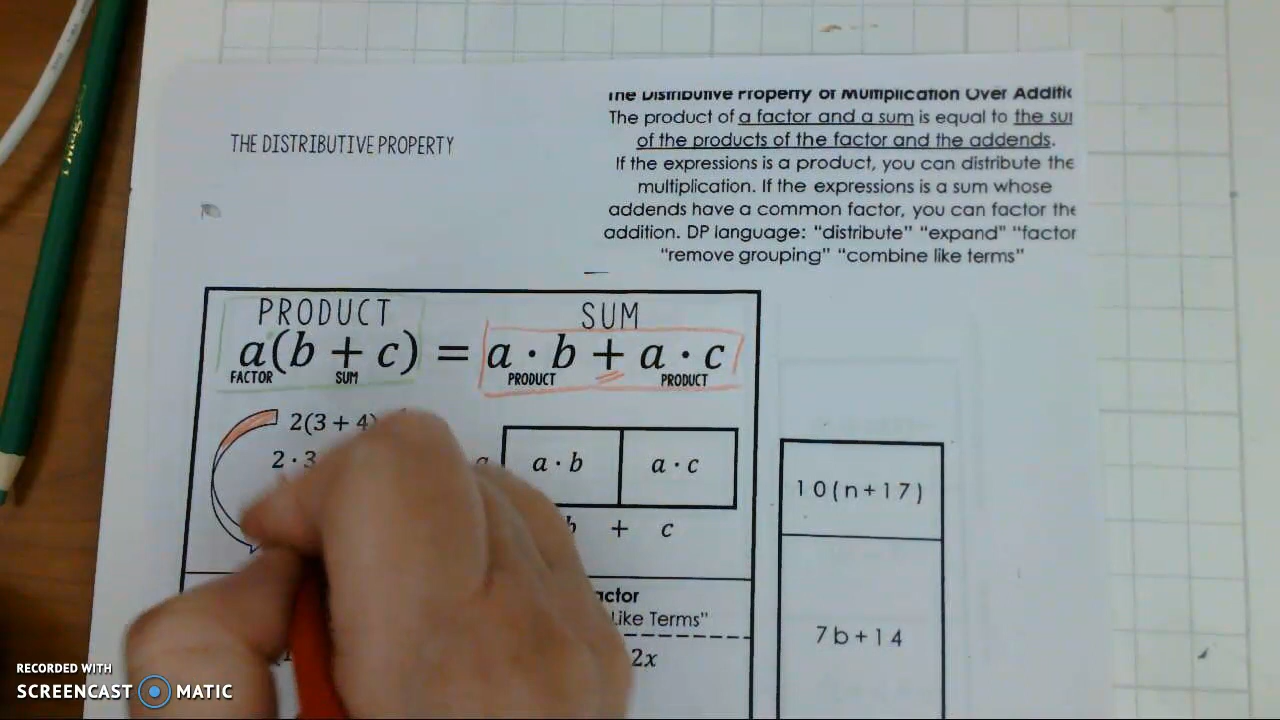 The Distributive Property of Multiplication Over
The product of a factor and a sum is equal to the
of the products of the factor and the addends.
If the expressions is a product, you can distribute the
multiplication. If the expressions is a sum whose
addends have a common factor, you can factor the
addition. DP language: “distribute” “expand” “factor
“remove grouping” “combine like terms”
THE DISTRIBUTIVE PROPERTY
PRODUCT SUM
a(b + c) = a · b + a · c
FACTOR SUM PRODUCT PRODUCT
2(3 + 4)
2 · 3
a a · b a · c
b + c
Like Terms”
2x
10(n+17)
7b+14
RECORDED WITH
SCREENCAST MATIC